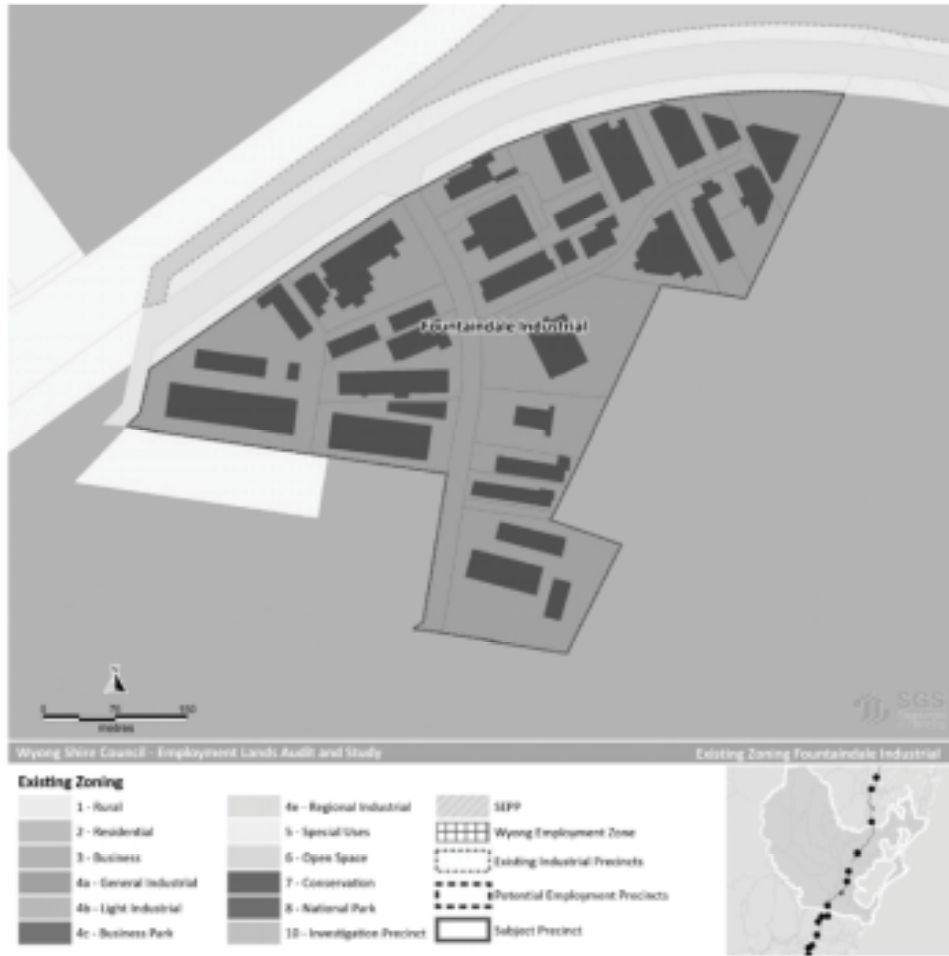 Fountaindale Industrial
N
0 70 150
metres
SGS
Wyong Shire Council - Employment Lands Audit and Study
Existing Zoning Fountaindale Industrial
Existing Zoning
1 - Rural
2 - Residential
3 - Business
4a - General Industrial
4b - Light Industrial
4c - Business Park
4e - Regional Industrial
5 - Special Uses
6 - Open Space
7 - Conservation
8 - National Park
10 - Investigation Precinct
SEPP
Wyong Employment Zone
Existing Industrial Precincts
Potential Employment Precincts
Subject Precinct